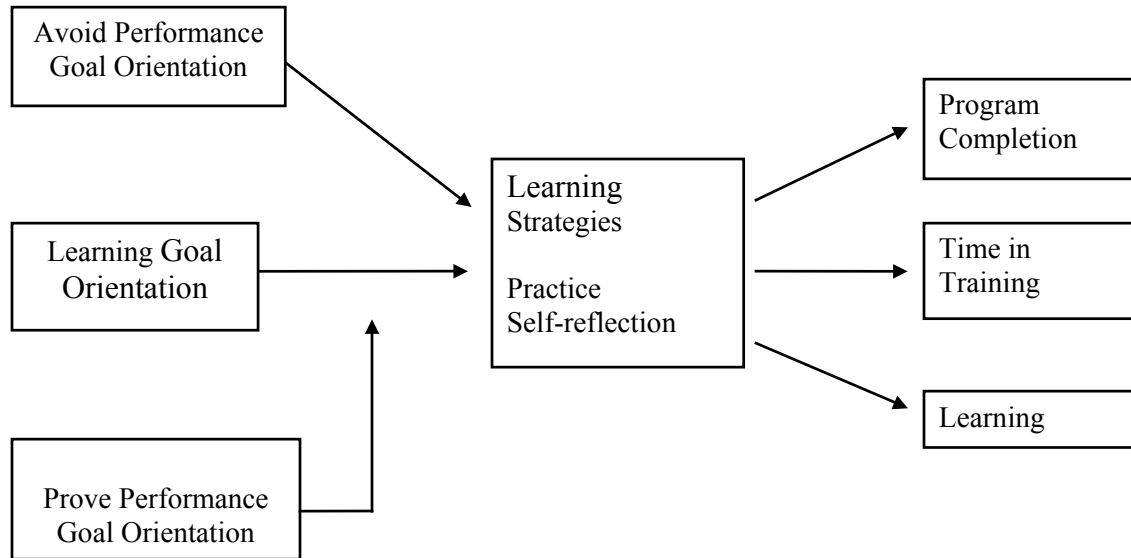 Avoid Performance
Goal Orientation
Learning Goal
Orientation
Prove Performance
Goal Orientation
Learning
Strategies
Practice
Self-reflection
Program
Completion
Time in
Training
Learning